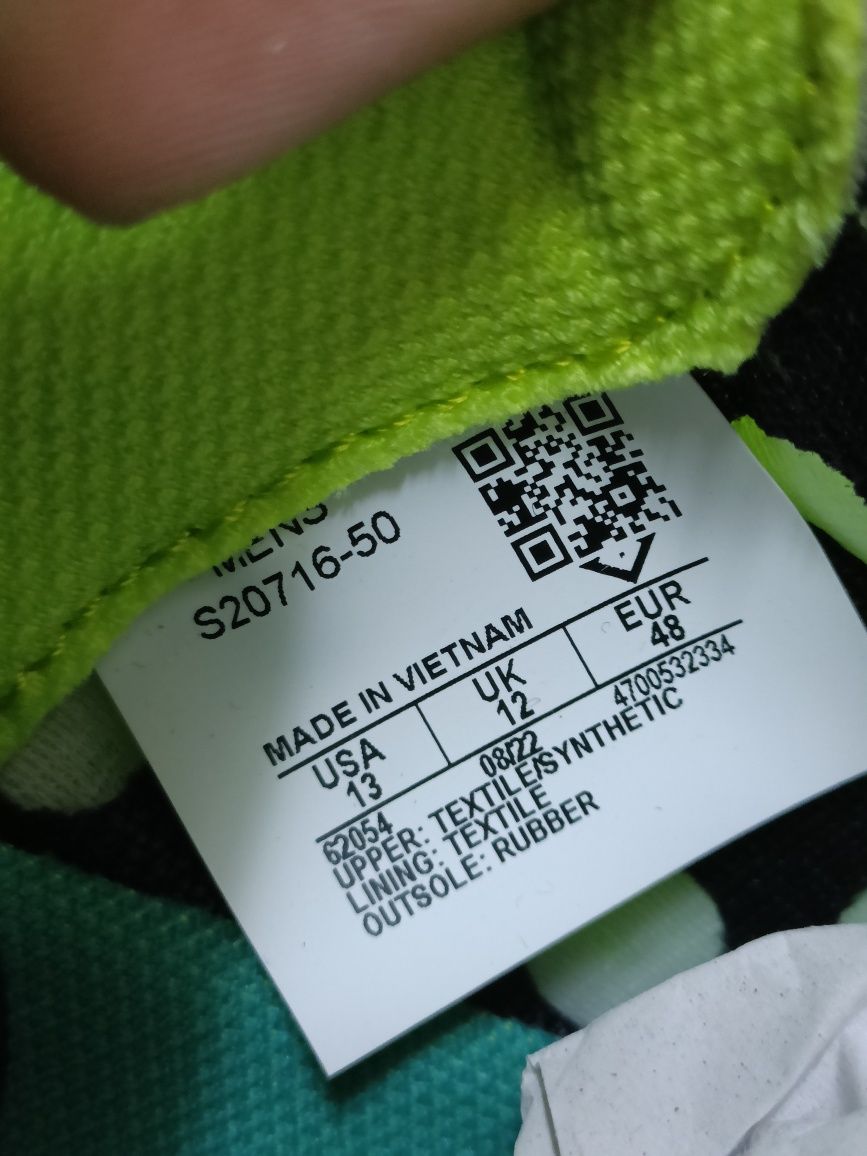 MENS
S20716-50
MADE IN VIETNAM
USA UK EUR
13 12 48
62054 08/22 4700532334
UPPER: TEXTILE/SYNTHETIC
LINING: TEXTILE
OUTSOLE: RUBBER